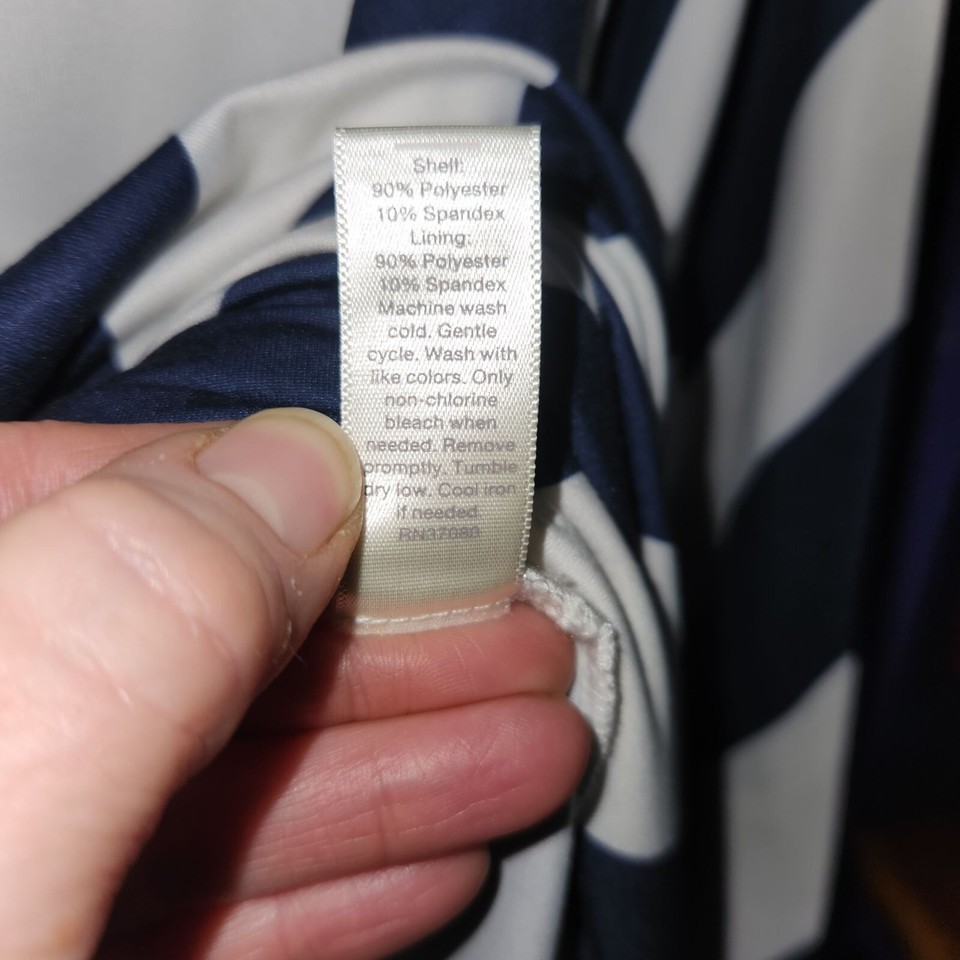 Shell:
90% Polyester
10% Spandex
Lining:
90% Polyester
10% Spandex
Machine wash
cold. Gentle
cycle. Wash with
like colors. Only
non-chlorine
bleach when
needed. Remove
promptly. Tumble
dry low. Cool iron
if needed